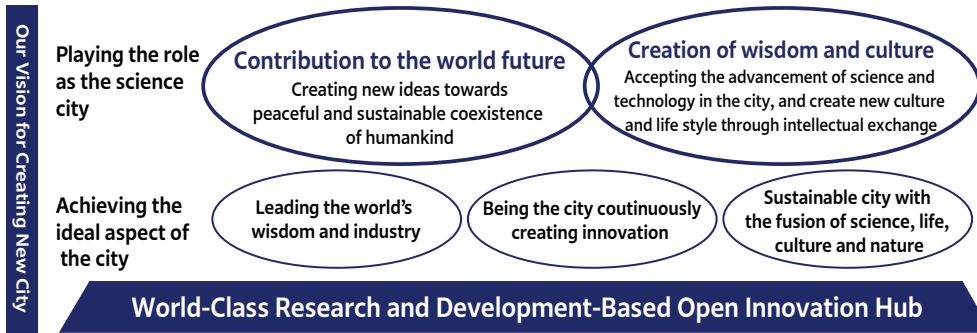 Our Vision for Creating New City
Playing the role
as the science
city
Contribution to the world future
Creating new ideas towards
peaceful and sustainable coexistence
of humankind
Creation of wisdom and culture
Accepting the advancement of science and
technology in the city, and create new culture
and life style through intellectual exchange
Achieving the
ideal aspect of
the city
Leading the world's
wisdom and industry
Being the city coutinuously
creating innovation
Sustainable city with
the fusion of science, life,
culture and nature
World-Class Research and Development-Based Open Innovation Hub